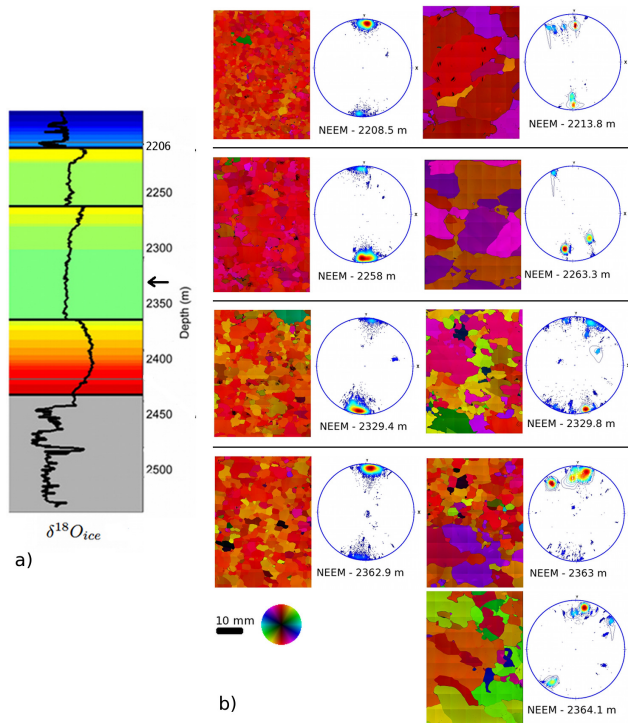 2206
2250
2300
2350
2400
2450
2500
Depth (m)
δ¹⁸O_ice
a)
Y
X
NEEM - 2208.5 m
Y
X
NEEM - 2213.8 m
Y
X
NEEM - 2258 m
Y
X
NEEM - 2263.3 m
Y
X
NEEM - 2329.4 m
Y
X
NEEM - 2329.8 m
Y
X
NEEM - 2362.9 m
Y
X
NEEM - 2363 m
10 mm
Y
X
NEEM - 2364.1 m
b)